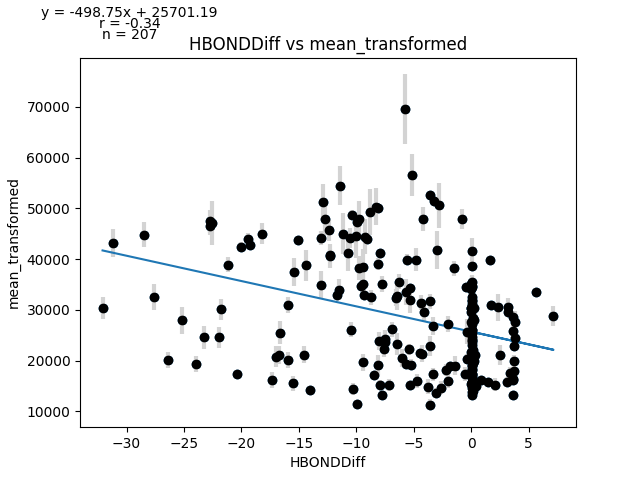 y = -498.75x + 25701.19
r = -0.34
n = 207
HBONDDiff vs mean_transformed
mean_transformed
70000
60000
50000
40000
30000
20000
10000
−30 −25 −20 −15 −10 −5 0 5
HBONDDiff